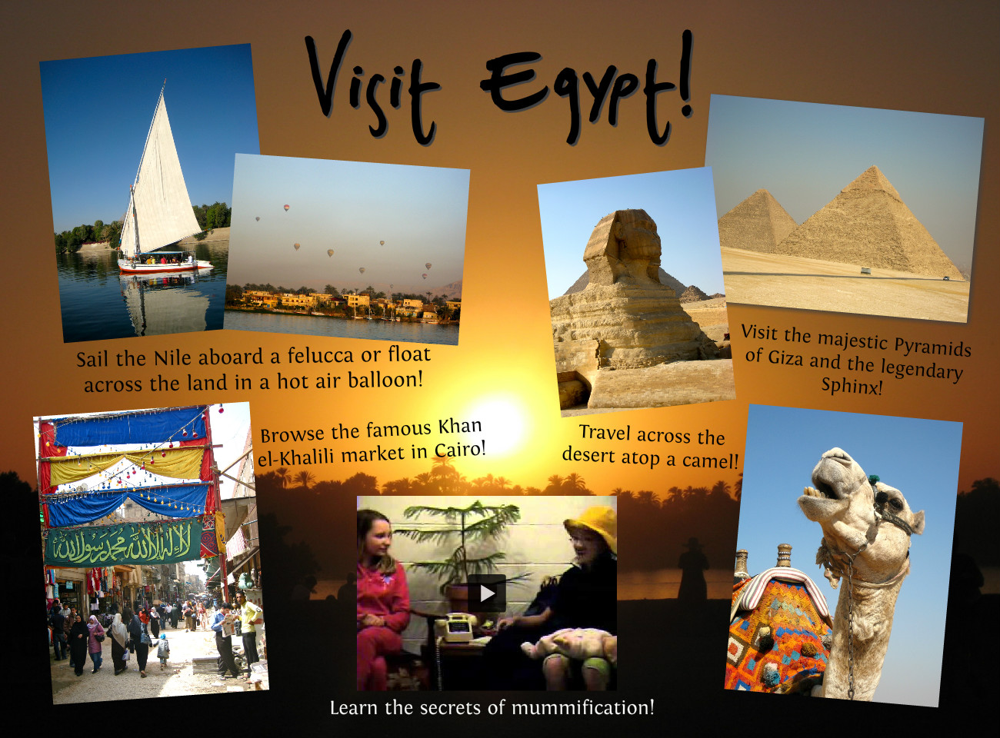 Visit Egypt!
Sail the Nile aboard a felucca or float
across the land in a hot air balloon!
Visit the majestic Pyramids
of Giza and the legendary
Sphinx!
Browse the famous Khan
el-Khalili market in Cairo!
Travel across the
desert atop a camel!
لا إله إلا الله محمد رسول الله
Learn the secrets of mummification!